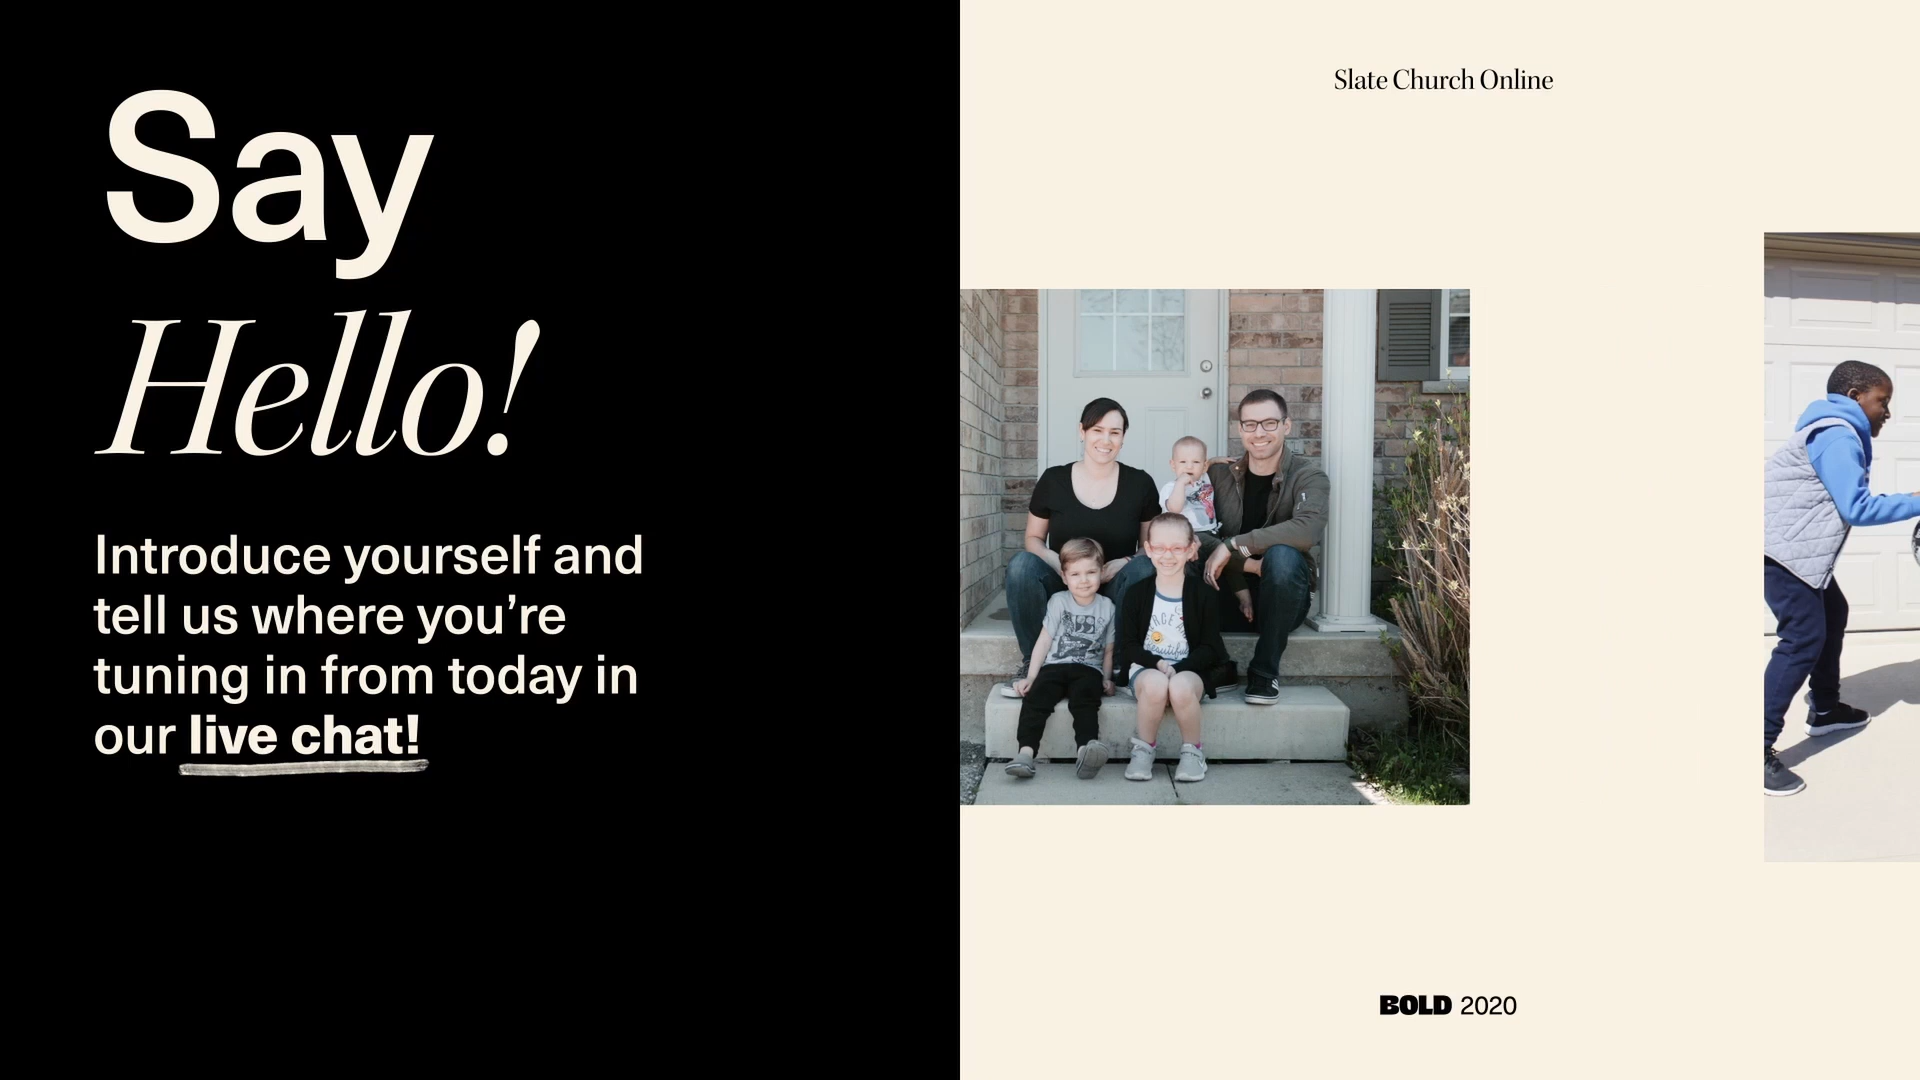 Say
Hello!
Introduce yourself and
tell us where you’re
tuning in from today in
our live chat!
Slate Church Online
BOLD 2020